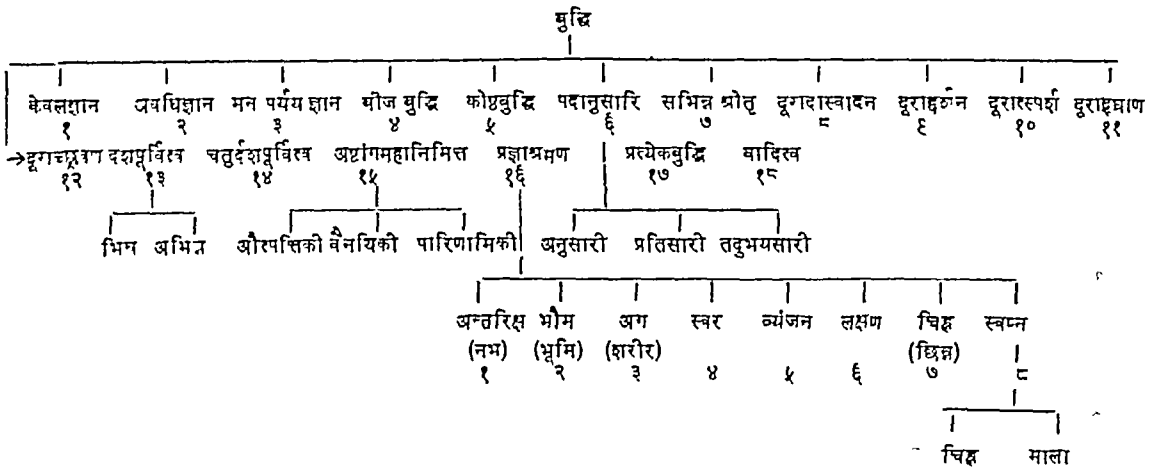 बुद्धि
केवलज्ञान अवधिज्ञान मन पर्यय ज्ञान बीज बुद्धि कोष्ठबुद्धि पदानुसारि सभिन्न श्रोतृ दूरादास्वादन दूराद्दर्शन दूरात्स्पर्श दूराद्घ्राण
१ २ ३ ४ ५ ६ ७ ८ ९ १० ११
→दूराच्छ्रवण दशपूर्वित्व चतुर्दशपूर्वित्व अष्टांगमहानिमित्त प्रज्ञाश्रमण प्रत्येकबुद्धि वादित्व
१२ १३ १४ १५ १६ १७ १८
भिन्न अभिन्न औत्पत्तिकी वैनयिकी पारिणामिकी अनुसारी प्रतिसारी तदुभयसारी
अन्तरिक्ष भौम अग स्वर व्यंजन लक्षण चिह्न स्वप्न
(नभ) (भूमि) (शरीर) (छिन्न)
१ २ ३ ४ ५ ६ ७ ८
चिह्न माला